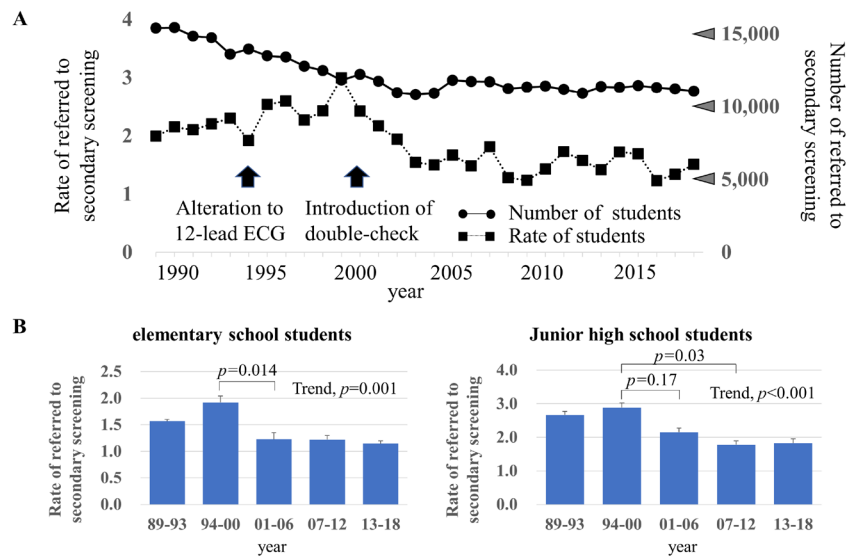 A
Rate of referred to
secondary screening
4
3
2
1
0
15,000
10,000
5,000
0
Number of referred to
secondary screening
Alteration to
12-lead ECG
Introduction of
double-check
Number of students
Rate of students
1990 1995 2000 2005 2010 2015
year
B
elementary school students
Rate of referred to
secondary screening
2.5
2.0
1.5
1.0
0.5
0.0
p=0.014
Trend, p=0.001
89-93 94-00 01-06 07-12 13-18
year
Junior high school students
Rate of referred to
secondary screening
4.0
3.0
2.0
1.0
0.0
p=0.03
p=0.17
Trend, p<0.001
89-93 94-00 01-06 07-12 13-18
year